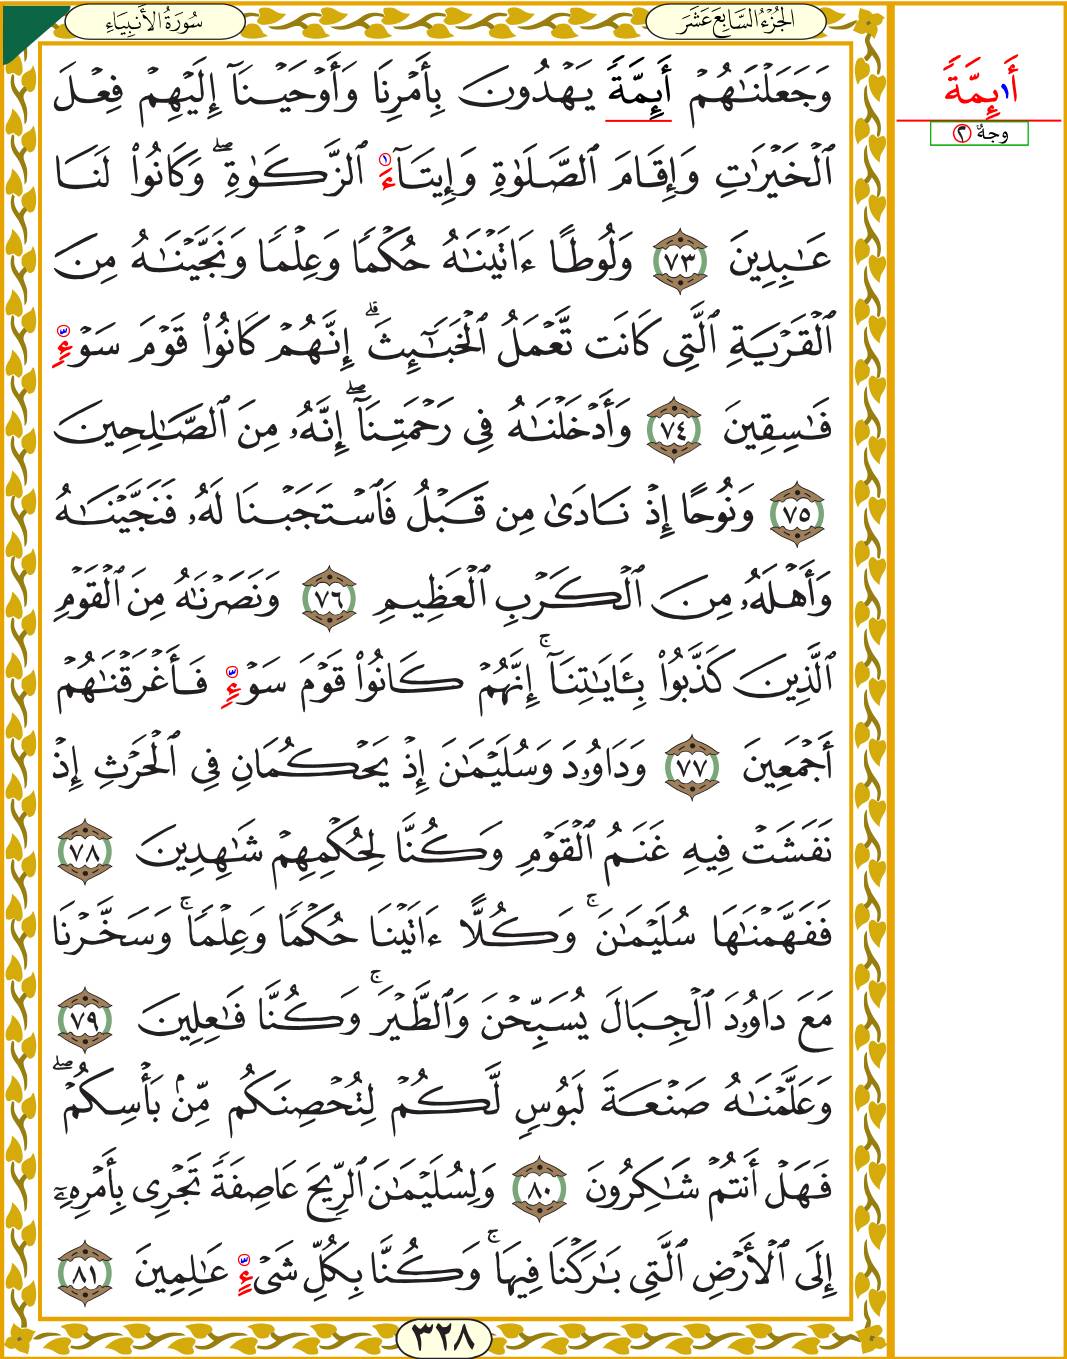 الجُزْءُ السَّابِعَ عَشَرَ
سُورَةُ الأَنبِيَاءِ
وَجَعَلْنَٰهُمْ أَئِمَّةً يَهْدُونَ بِأَمْرِنَا وَأَوْحَيْنَآ إِلَيْهِمْ فِعْلَ
ٱلْخَيْرَٰتِ وَإِقَامَ ٱلصَّلَوٰةِ وَإِيتَآءَ ٱلزَّكَوٰةِ ۖ وَكَانُوا۟ لَنَا
عَٰبِدِينَ ٧٣ وَلُوطًا ءَاتَيْنَٰهُ حُكْمًا وَعِلْمًا وَنَجَّيْنَٰهُ مِنَ
ٱلْقَرْيَةِ ٱلَّتِى كَانَت تَّعْمَلُ ٱلْخَبَٰٓئِثَ ۗ إِنَّهُمْ كَانُوا۟ قَوْمَ سَوْءٍ
فَٰسِقِينَ ٧٤ وَأَدْخَلْنَٰهُ فِى رَحْمَتِنَآ ۖ إِنَّهُۥ مِنَ ٱلصَّٰلِحِينَ
٧٥ وَنُوحًا إِذْ نَادَىٰ مِن قَبْلُ فَٱسْتَجَبْنَا لَهُۥ فَنَجَّيْنَٰهُ
وَأَهْلَهُۥ مِنَ ٱلْكَرْبِ ٱلْعَظِيمِ ٧٦ وَنَصَرْنَٰهُ مِنَ ٱلْقَوْمِ
ٱلَّذِينَ كَذَّبُوا۟ بِـَٔايَٰتِنَآ ۚ إِنَّهُمْ كَانُوا۟ قَوْمَ سَوْءٍ فَأَغْرَقْنَٰهُمْ
أَجْمَعِينَ ٧٧ وَدَاوُۥدَ وَسُلَيْمَٰنَ إِذْ يَحْكُمَانِ فِى ٱلْحَرْثِ إِذْ
نَفَشَتْ فِيهِ غَنَمُ ٱلْقَوْمِ وَكُنَّا لِحُكْمِهِمْ شَٰهِدِينَ ٧٨
فَفَهَّمْنَٰهَا سُلَيْمَٰنَ ۚ وَكُلًّا ءَاتَيْنَا حُكْمًا وَعِلْمًا ۚ وَسَخَّرْنَا
مَعَ دَاوُۥدَ ٱلْجِبَالَ يُسَبِّحْنَ وَٱلطَّيْرَ ۚ وَكُنَّا فَٰعِلِينَ ٧٩
وَعَلَّمْنَٰهُ صَنْعَةَ لَبُوسٍ لَّكُمْ لِتُحْصِنَكُم مِّنۢ بَأْسِكُمْ ۖ
فَهَلْ أَنتُمْ شَٰكِرُونَ ٨٠ وَلِسُلَيْمَٰنَ ٱلرِّيحَ عَاصِفَةً تَجْرِى بِأَمْرِهِۦٓ
إِلَى ٱلْأَرْضِ ٱلَّتِى بَٰرَكْنَا فِيهَا ۚ وَكُنَّا بِكُلِّ شَىْءٍ عَٰلِمِينَ ٨١
٣٢٨
أَئِمَّةً
وجهٌ ٢